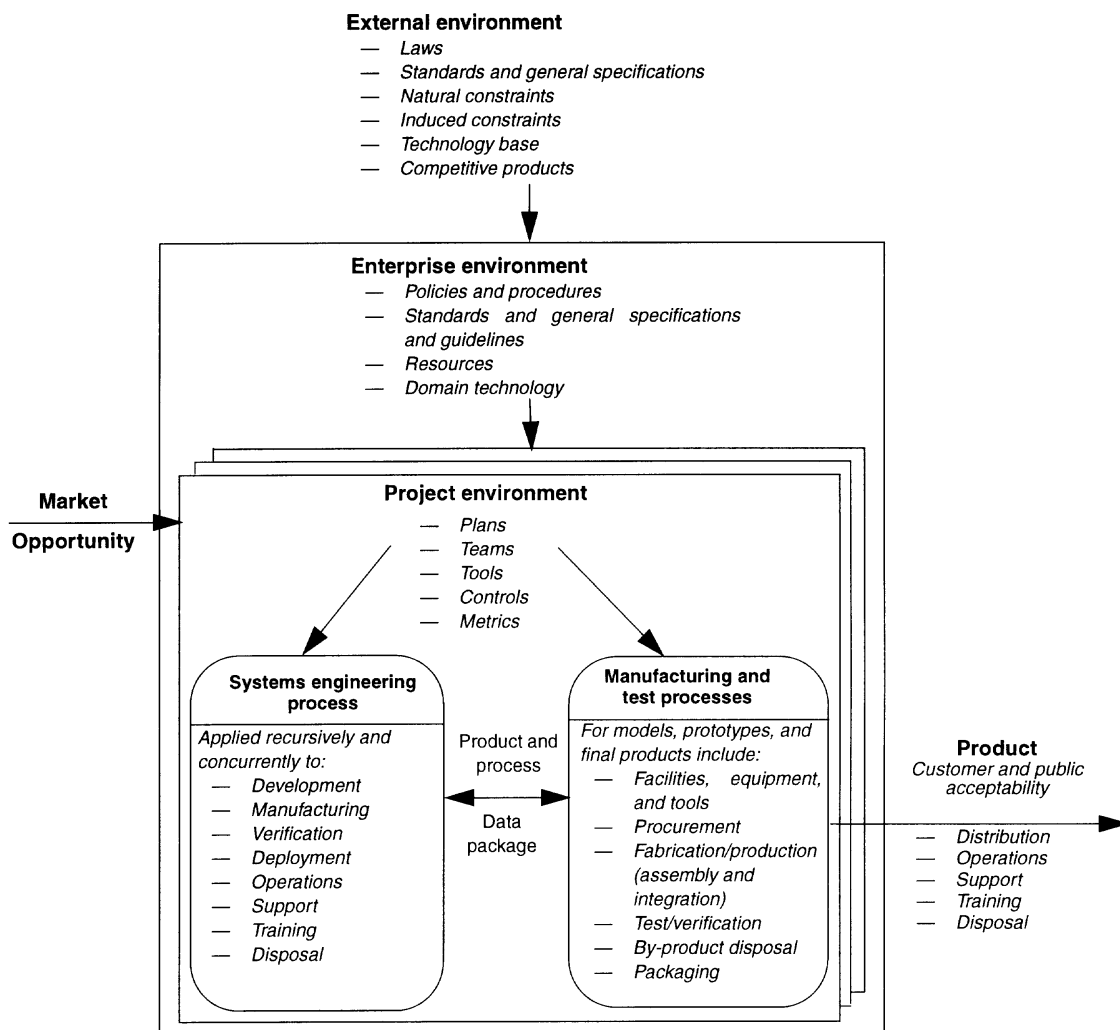 External environment
— Laws
— Standards and general specifications
— Natural constraints
— Induced constraints
— Technology base
— Competitive products
Enterprise environment
— Policies and procedures
— Standards and general specifications
and guidelines
— Resources
— Domain technology
Market
Opportunity
Project environment
— Plans
— Teams
— Tools
— Controls
— Metrics
Systems engineering
process
Applied recursively and
concurrently to:
— Development
— Manufacturing
— Verification
— Deployment
— Operations
— Support
— Training
— Disposal
Product and
process
Data
package
Manufacturing and
test processes
For models, prototypes, and
final products include:
— Facilities, equipment,
and tools
— Procurement
— Fabrication/production
(assembly and
integration)
— Test/verification
— By-product disposal
— Packaging
Product
Customer and public
acceptability
— Distribution
— Operations
— Support
— Training
— Disposal